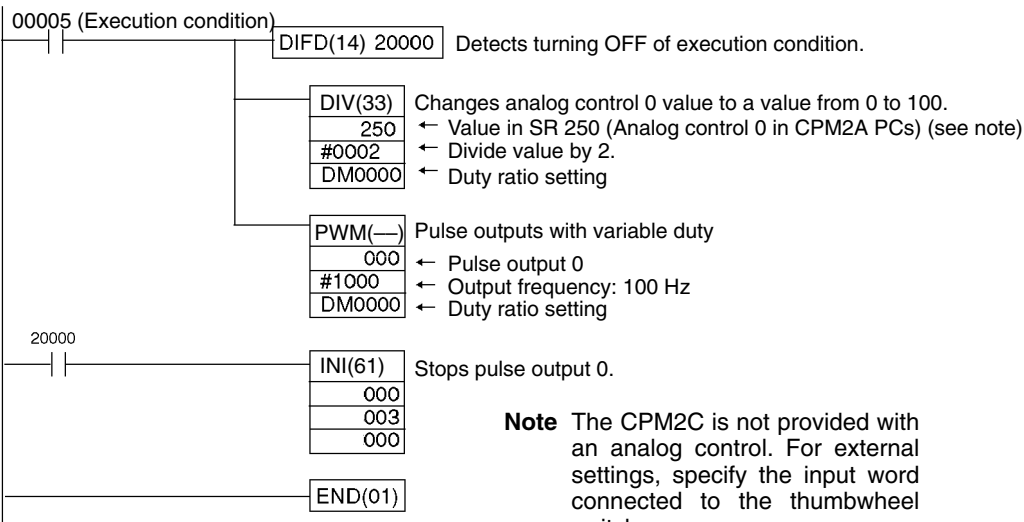 00005 (Execution condition)
DIFD(14) 20000 Detects turning OFF of execution condition.
DIV(33) Changes analog control 0 value to a value from 0 to 100.
250 ← Value in SR 250 (Analog control 0 in CPM2A PCs) (see note)
#0002 ← Divide value by 2.
DM0000 ← Duty ratio setting
PWM(––) Pulse outputs with variable duty
000 ← Pulse output 0
#1000 ← Output frequency: 100 Hz
DM0000 ← Duty ratio setting
20000
INI(61) Stops pulse output 0.
000
003
000
Note The CPM2C is not provided with
an analog control. For external
settings, specify the input word
connected to the thumbwheel
END(01)